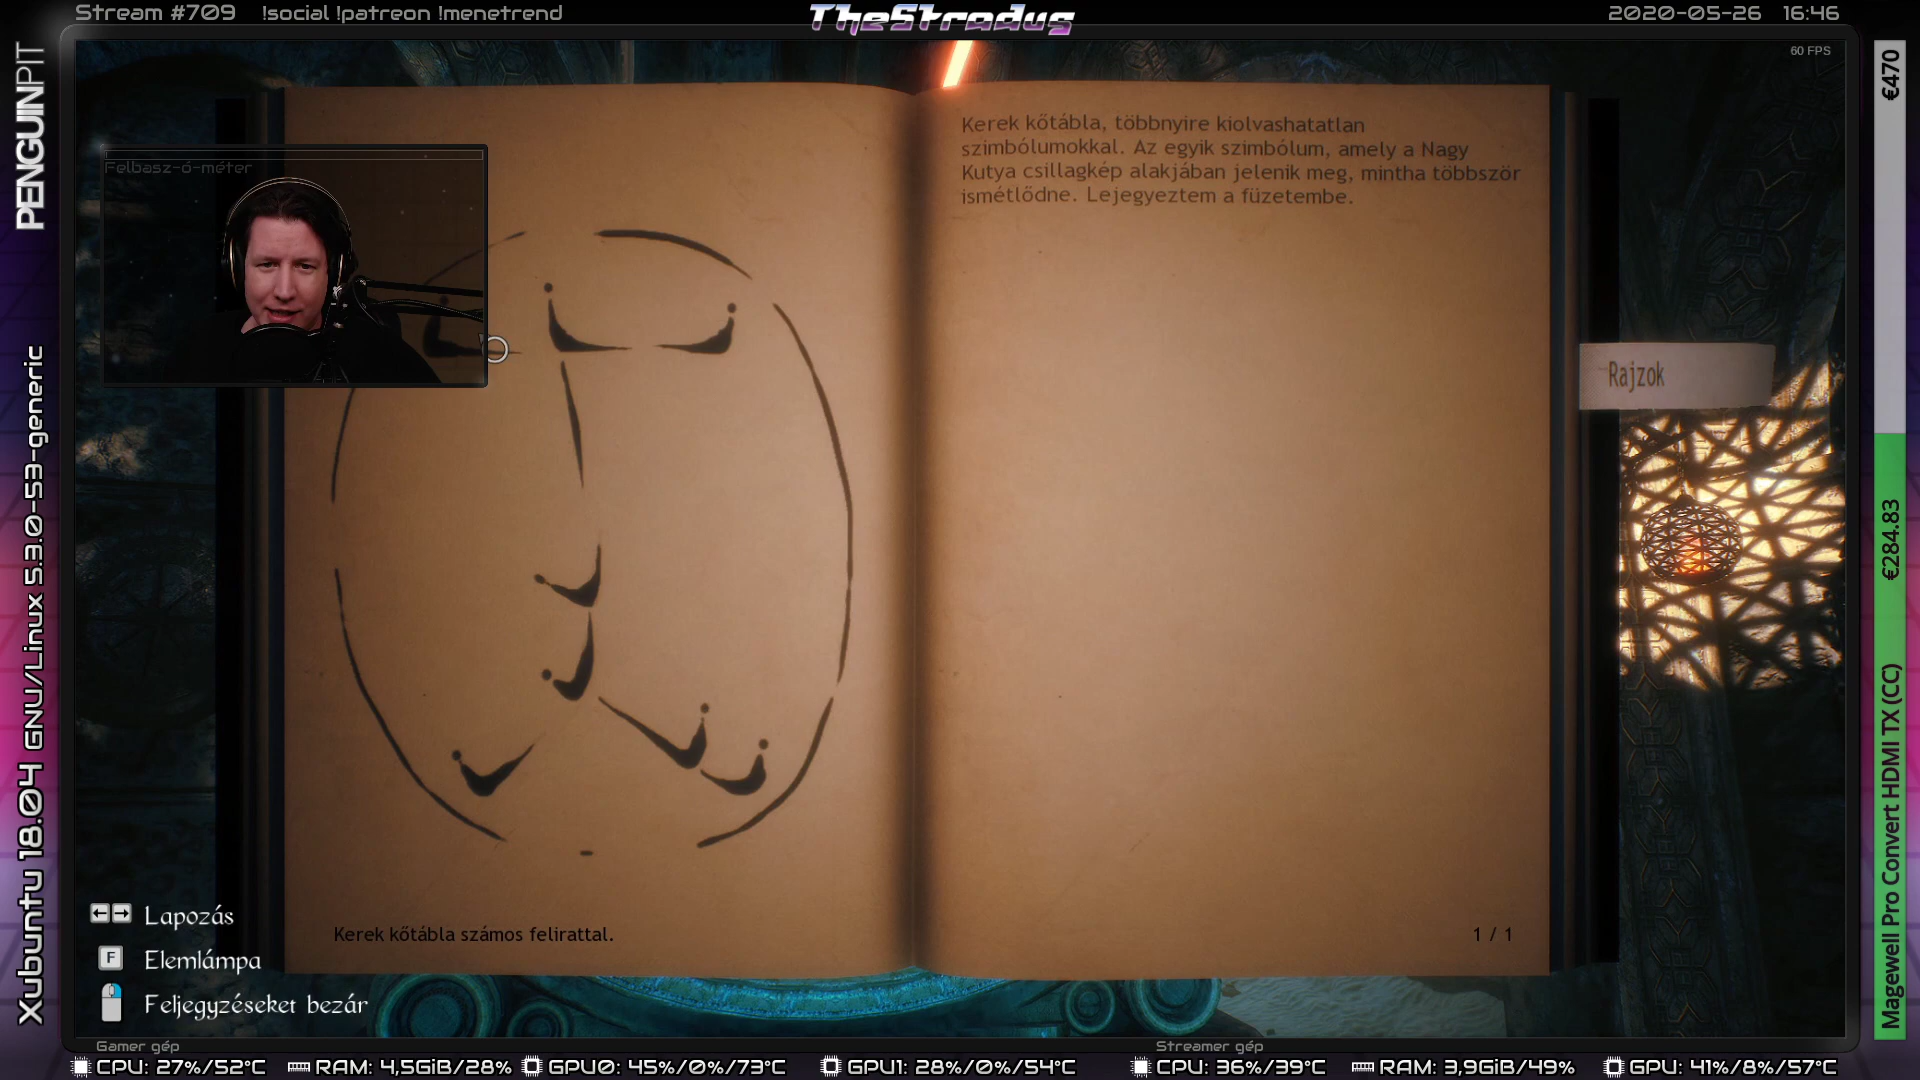 Stream #709 !social !patreon !menetrend
TheStradus
2020-05-26 16:46
60 FPS
PENGUINPIT
Xubuntu 18.04 GNU/Linux 5.3.0-53-generic
Felbasz-ó-méter
Kerek kőtábla, többnyire kiolvashatatlan
szimbólumokkal. Az egyik szimbólum, amely a Nagy
Kutya csillagkép alakjában jelenik meg, mintha többször
ismétlődne. Lejegyeztem a füzetembe.
Rajzok
€470
€284.83
Magewell Pro Convert HDMI TX (CC)
Kerek kőtábla számos felirattal.
1 / 1
Lapozás
F Elemlámpa
Feljegyzéseket bezár
Gamer gép
CPU: 27%/52°C RAM: 4,5GiB/28% GPU0: 45%/0%/73°C GPU1: 28%/0%/54°C
Streamer gép
CPU: 36%/39°C RAM: 3,9GiB/49% GPU: 41%/8%/57°C